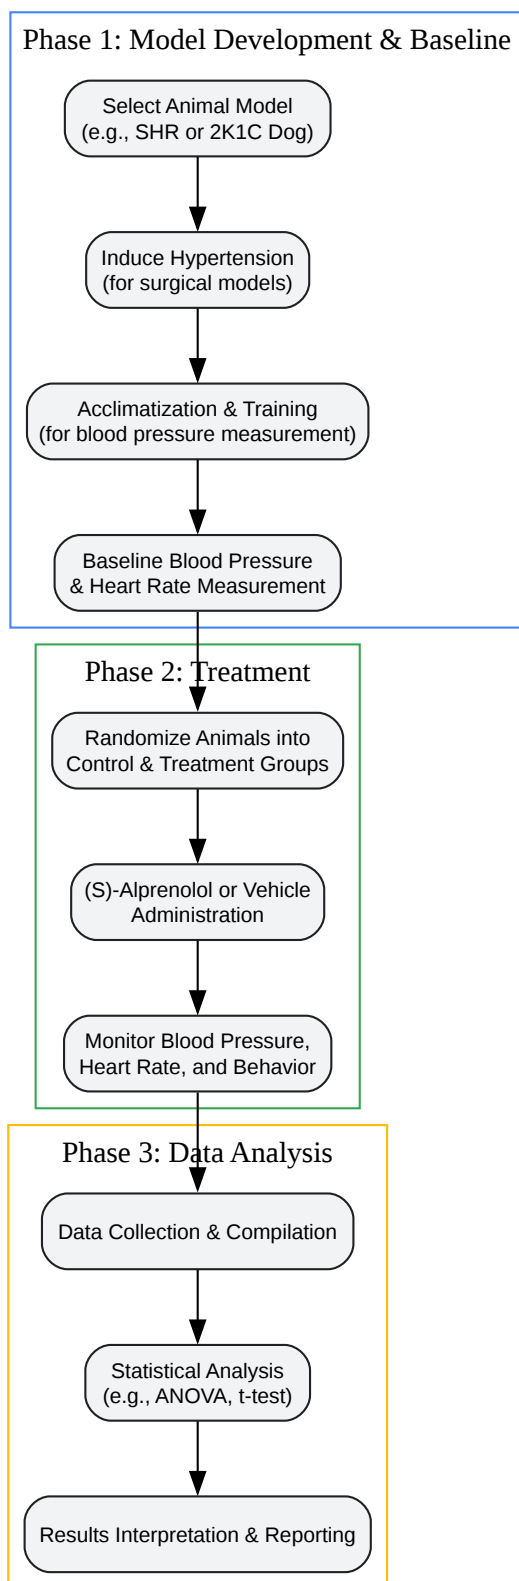 Phase 1: Model Development & Baseline
Select Animal Model
(e.g., SHR or 2K1C Dog)
Induce Hypertension
(for surgical models)
Acclimatization & Training
(for blood pressure measurement)
Baseline Blood Pressure
& Heart Rate Measurement
Phase 2: Treatment
Randomize Animals into
Control & Treatment Groups
(S)-Alprenolol or Vehicle
Administration
Monitor Blood Pressure,
Heart Rate, and Behavior
Phase 3: Data Analysis
Data Collection & Compilation
Statistical Analysis
(e.g., ANOVA, t-test)
Results Interpretation & Reporting